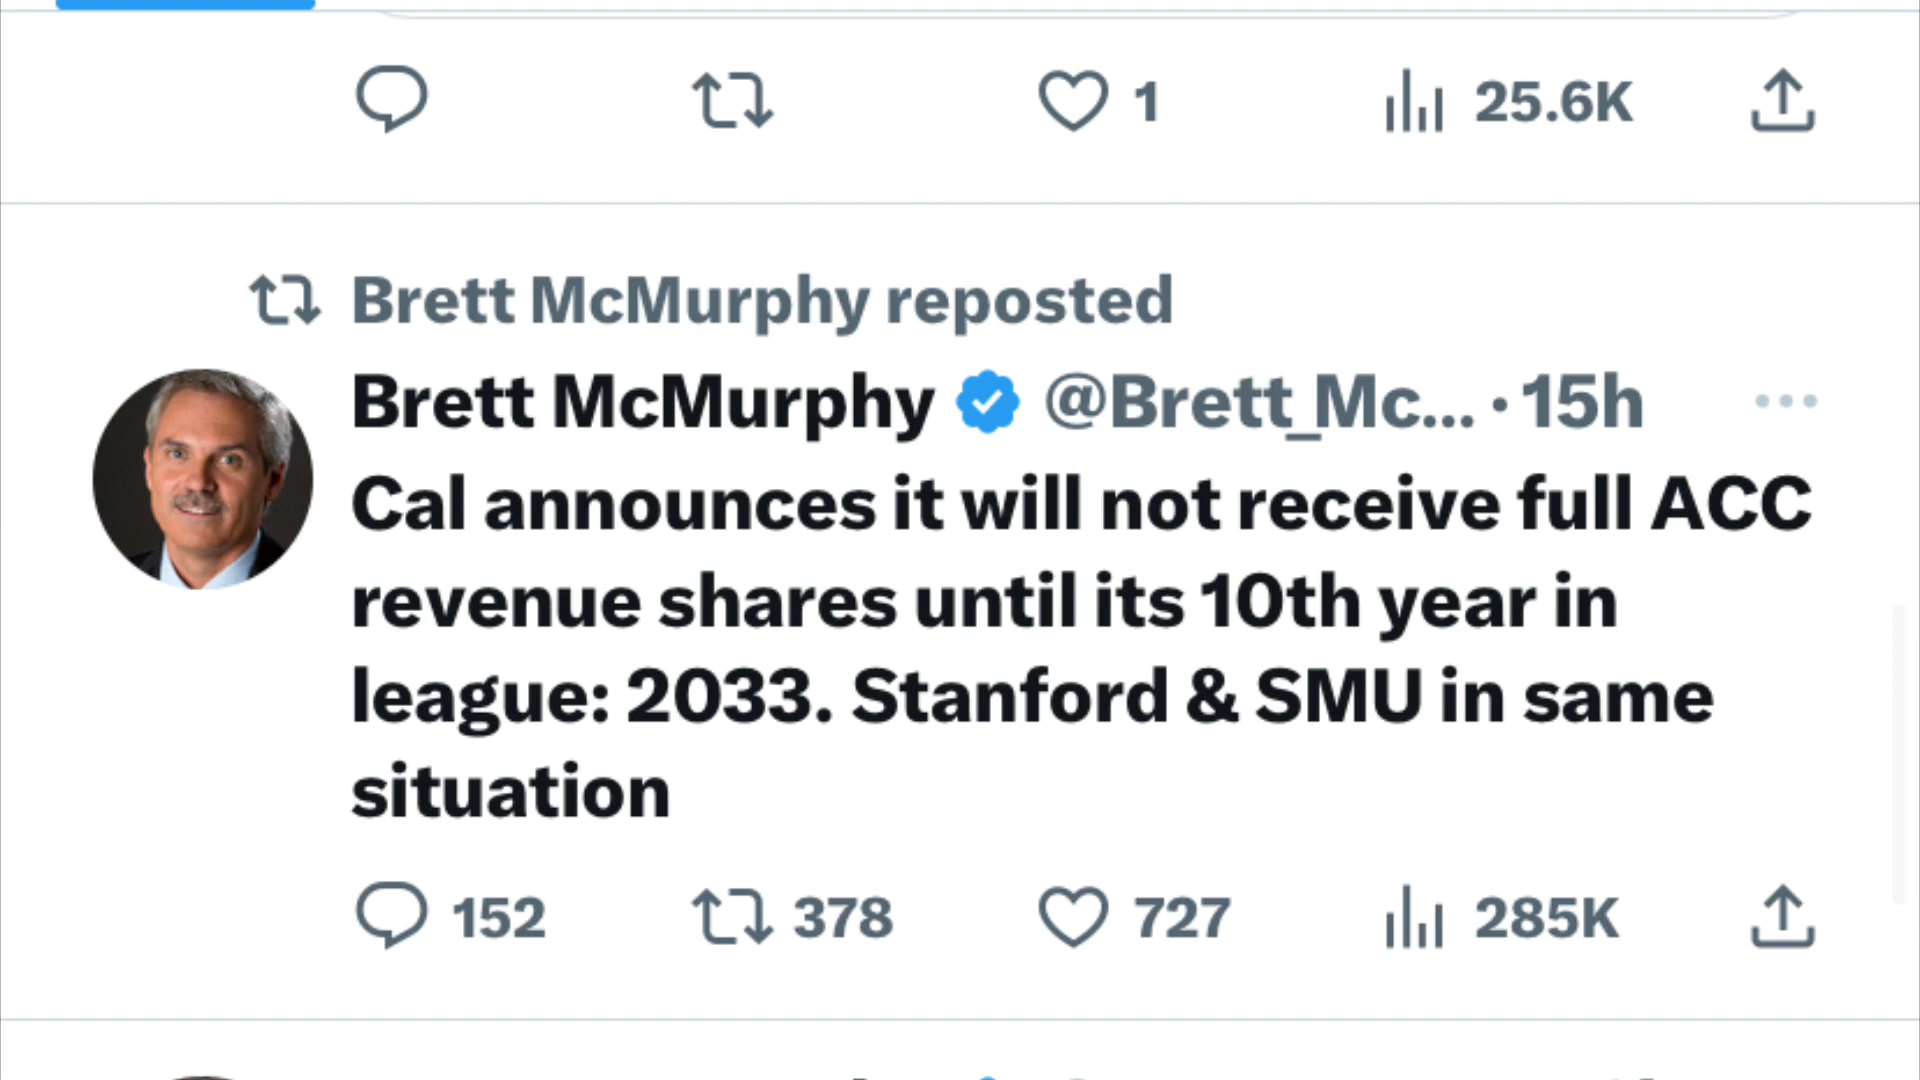 1 25.6K
Brett McMurphy reposted
Brett McMurphy @Brett_Mc... · 15h
Cal announces it will not receive full ACC
revenue shares until its 10th year in
league: 2033. Stanford & SMU in same
situation
152 378 727 285K